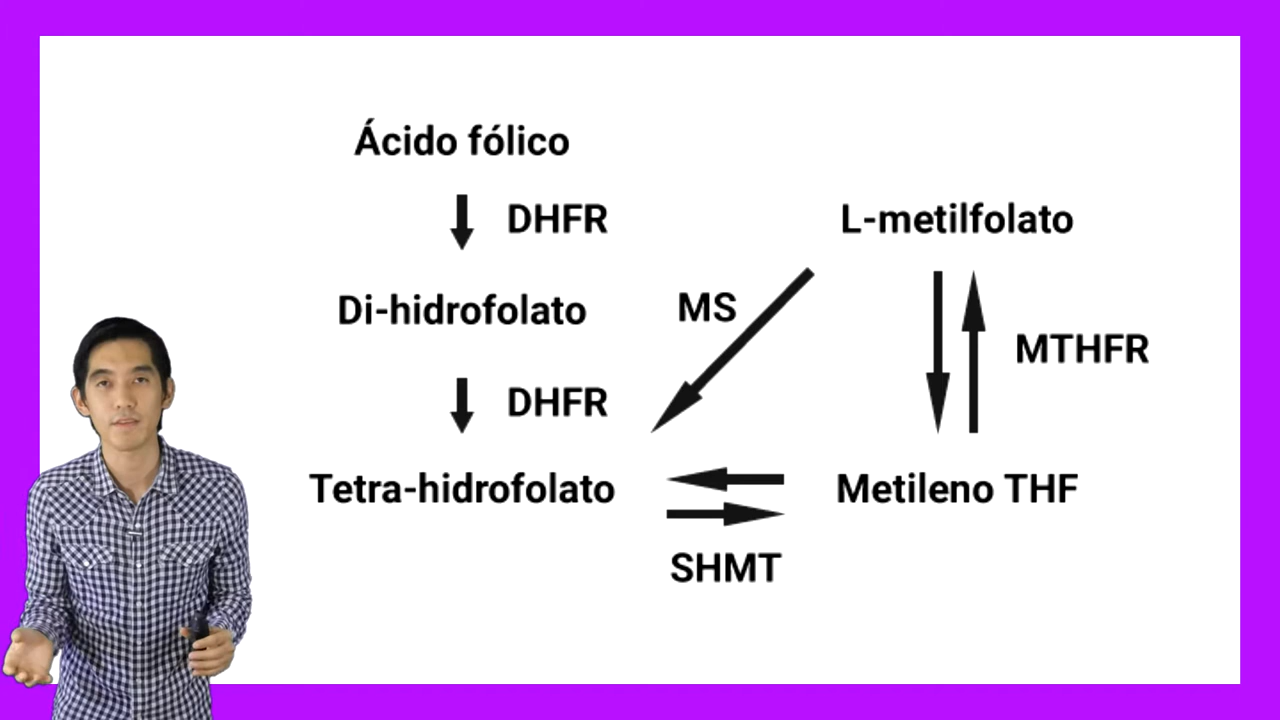 Ácido fólico
DHFR
L-metilfolato
Di-hidrofolato
MS
MTHFR
DHFR
Tetra-hidrofolato
Metileno THF
SHMT